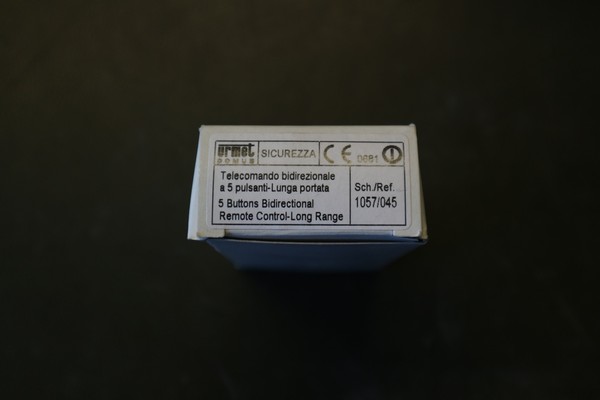 urmet
DOMUS
SICUREZZA
CE 0681
Telecomando bidirezionale
a 5 pulsanti-Lunga portata
5 Buttons Bidirectional
Remote Control-Long Range
Sch./Ref.
1057/045